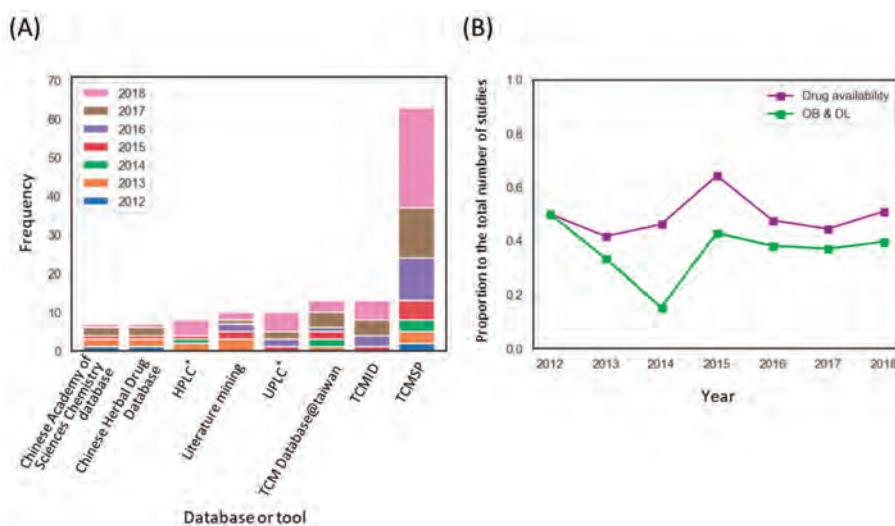 (A)
(B)
70
60
50
40
30
20
10
0
Frequency
2018
2017
2016
2015
2014
2013
2012
Chinese Academy of
Sciences Chemistry
database
Chinese Herbal Drug
Database
HPLC*
Literature mining
UPLC*
TCM Database@taiwan
TCMID
TCMSP
Database or tool
1.0
0.8
0.6
0.4
0.2
0.0
Proportion to the total number of studies
Drug availability
OB & DL
2012
2013
2014
2015
2016
2017
2018
Year